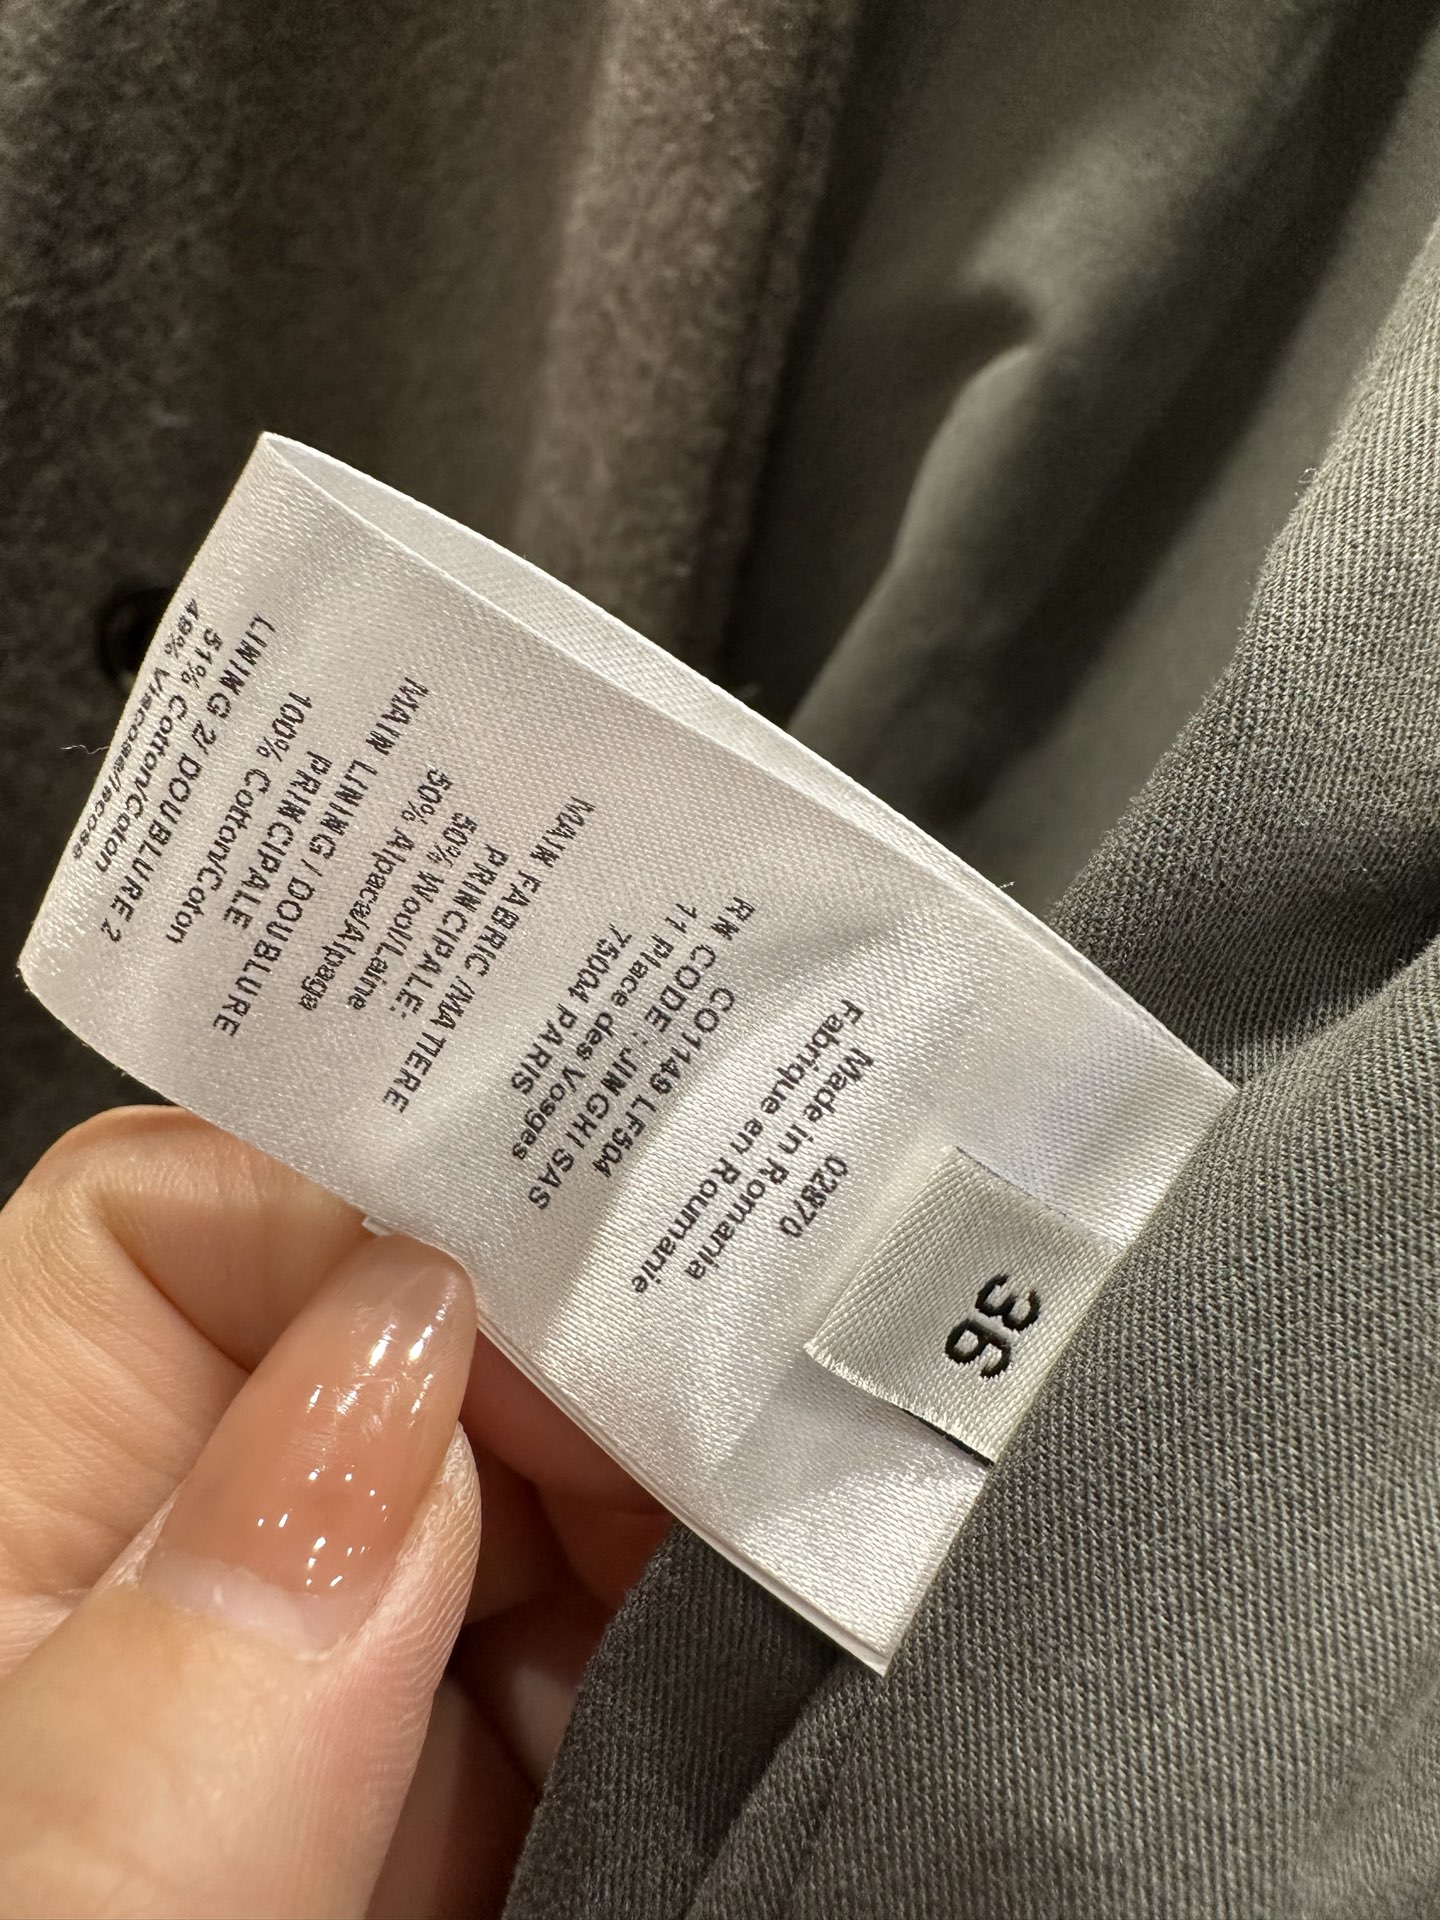 36
02870
Made in Romania
Fabrique en Roumanie
CO1149 LF504
RN CODE : JINGHI SAS
11 Place des Vosges
75004 PARIS
MAIN FABRIC / MATIERE
PRINCIPALE:
50% Wool/Laine
50% Alpaca/Alpaga
MAIN LINING / DOUBLURE
PRINCIPALE
100% Cotton/Coton
LINING 2/ DOUBLURE 2
51% Cotton/Coton
49% Viscose/scose